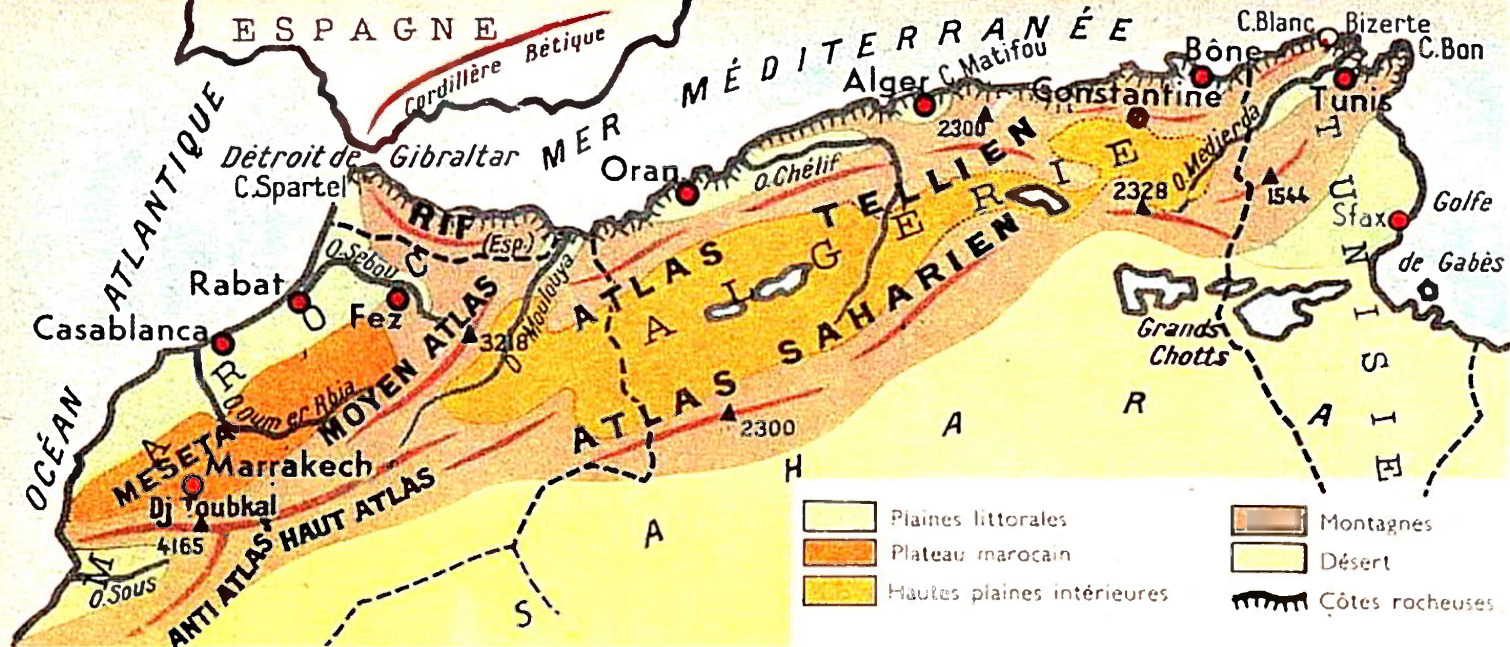 ESPAGNE
Cordillère Bétique
MER MÉDITERRANÉE
OCÉAN ATLANTIQUE
Détroit de Gibraltar
C.Spartel
RIF
(Esp.)
O.Sebou
Rabat
Fez
Casablanca
MAROC
O.Oum er Rbia
MOYEN ATLAS
3210
O.Moulouya
MESETA
Marrakech
Dj Toubkal
4165
HAUT ATLAS
ANTI ATLAS
O.Sous
Oran
Alger
C.Matifou
2300
O.Chélif
ATLAS TELLIEN
ALGERIE
ATLAS SAHARIEN
2300
Constantine
Bône
2328
O.Medjerda
C.Blanc
Bizerte
C.Bon
Tunis
1544
TUNISIE
Sfax
Golfe
de Gabès
Grands
Chotts
SAHARA
Plaines littorales
Plateau marocain
Hautes plaines intérieures
Montagnes
Désert
Côtes rocheuses